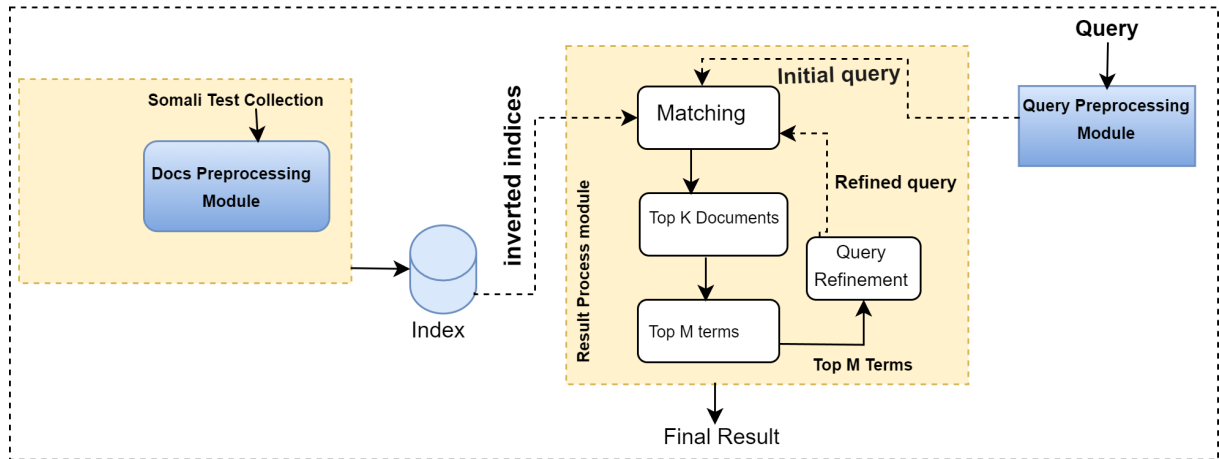 Query
Somali Test Collection
Docs Preprocessing
Module
Index
inverted indices
Result Process module
Initial query
Matching
Top K Documents
Top M terms
Refined query
Query
Refinement
Top M Terms
Query Preprocessing
Module
Final Result